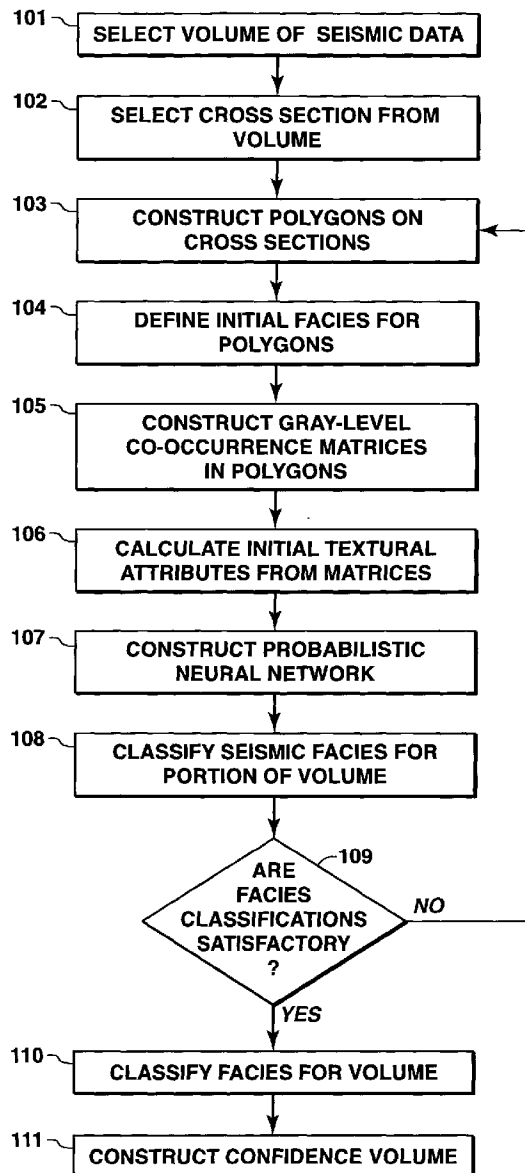 101
SELECT VOLUME OF SEISMIC DATA
102
SELECT CROSS SECTION FROM
VOLUME
103
CONSTRUCT POLYGONS ON
CROSS SECTIONS
104
DEFINE INITIAL FACIES FOR
POLYGONS
105
CONSTRUCT GRAY-LEVEL
CO-OCCURRENCE MATRICES
IN POLYGONS
106
CALCULATE INITIAL TEXTURAL
ATTRIBUTES FROM MATRICES
107
CONSTRUCT PROBABILISTIC
NEURAL NETWORK
108
CLASSIFY SEISMIC FACIES FOR
PORTION OF VOLUME
109
ARE
FACIES
CLASSIFICATIONS
SATISFACTORY
?
NO
YES
110
CLASSIFY FACIES FOR VOLUME
111
CONSTRUCT CONFIDENCE VOLUME